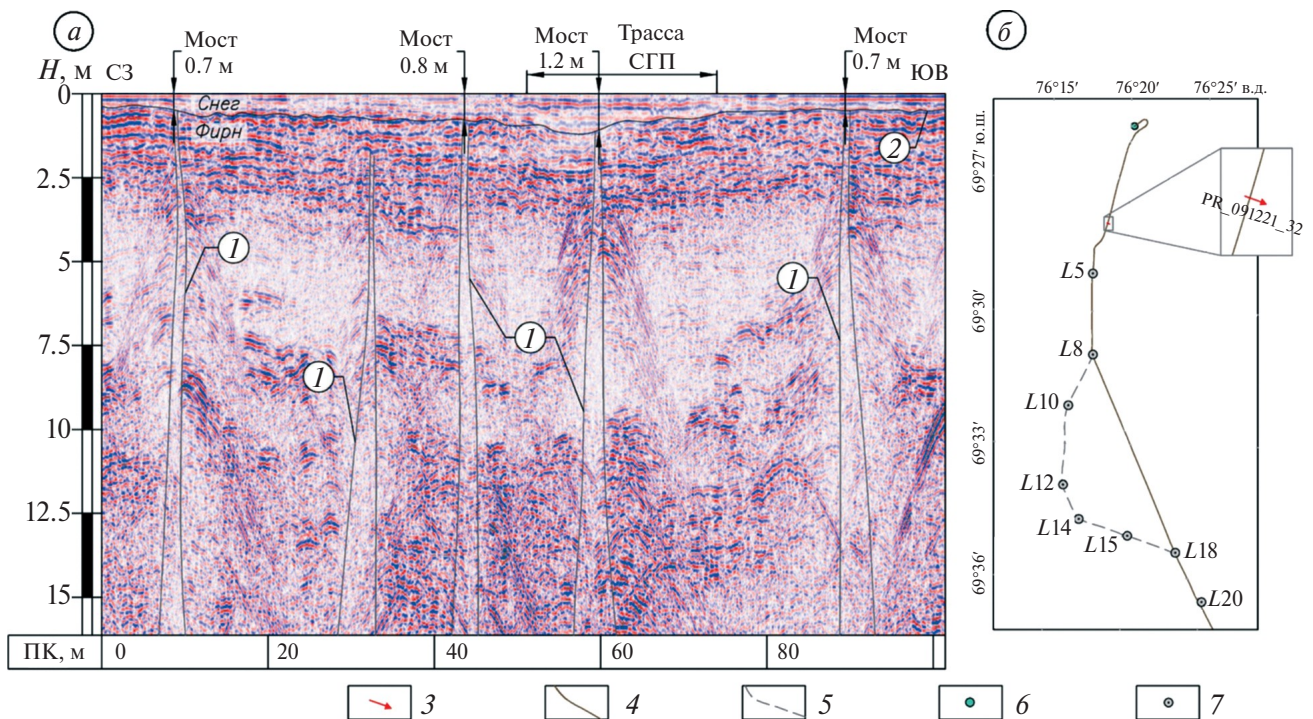 а
Мост
0.7 м
Мост
0.8 м
Мост
1.2 м
Трасса
СГП
Мост
0.7 м
H, м
СЗ
ЮВ
0
2.5
5
7.5
10
12.5
15
Снег
Фирн
2
1
1
1
1
ПК, м
0
20
40
60
80
б
76°15′
76°20′
76°25′ в.д.
69°27′ ю.ш.
69°30′
69°33′
69°36′
PR_091221_32
L5
L8
L10
L12
L14
L15
L18
L20
3
4
5
6
7